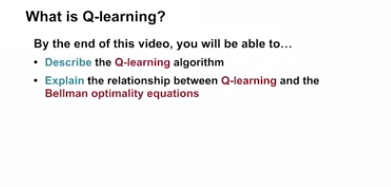 What is Q-learning?
By the end of this video, you will be able to...
• Describe the Q-learning algorithm
• Explain the relationship between Q-learning and the
Bellman optimality equations